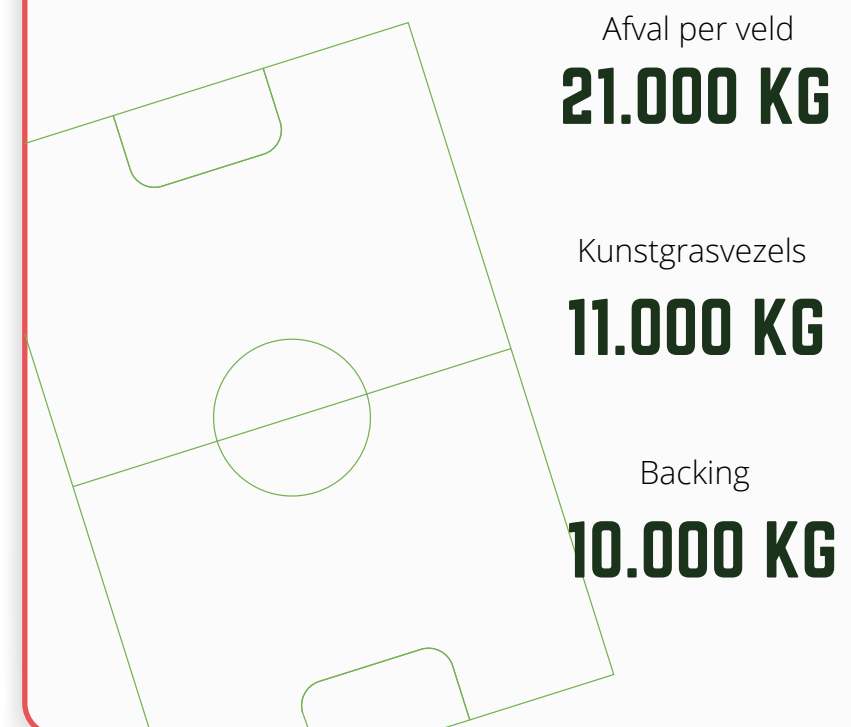 Afval per veld
21.000 KG
Kunstgrasvezels
11.000 KG
Backing
10.000 KG